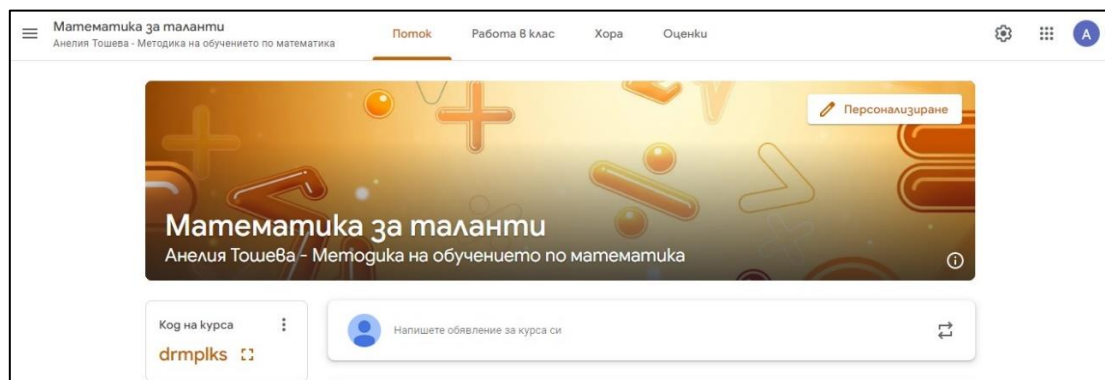 Математика за таланти
Анелия Тошева - Методика на обучението по математика
Поток
Работа в клас
Хора
Оценки
A
Персонализиране
Математика за таланти
Анелия Тошева - Методика на обучението по математика
Код на курса
drmplks
Напишете обявление за курса си